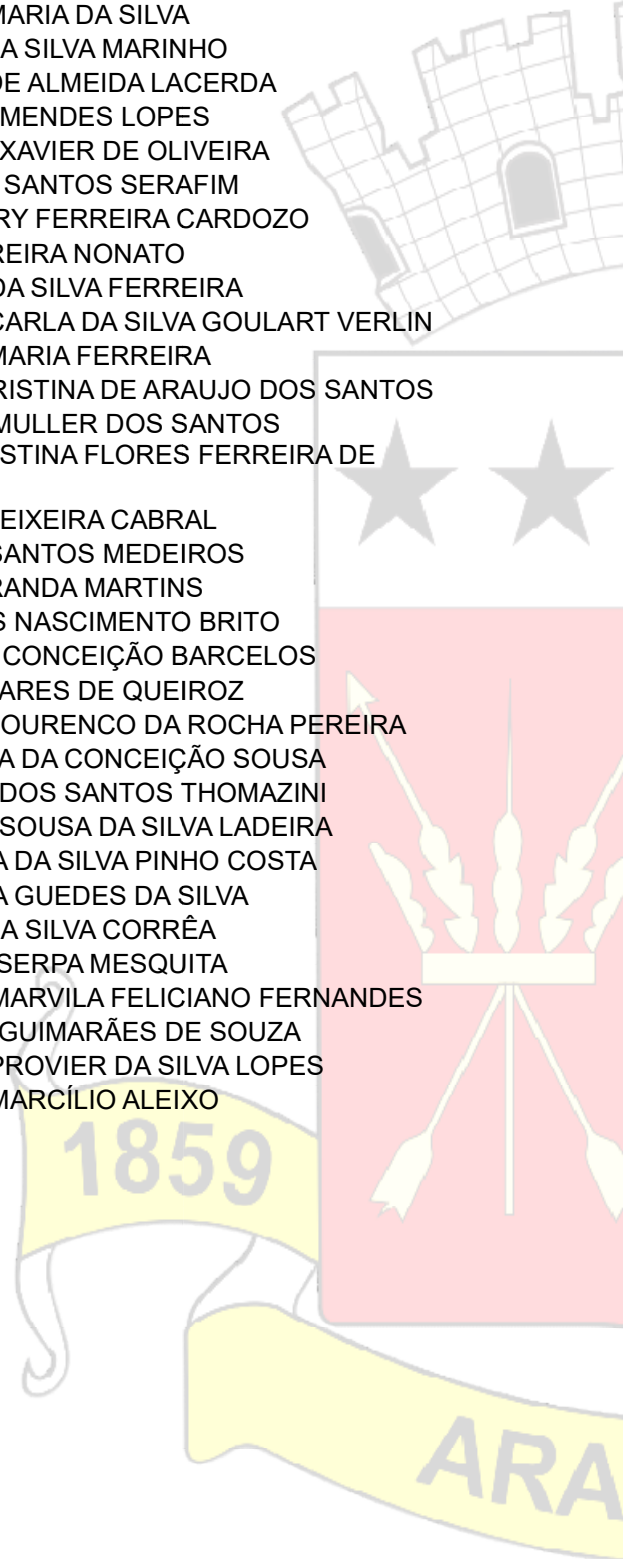 MARIA DA SILVA
A SILVA MARINHO
DE ALMEIDA LACERDA
MENDES LOPES
XAVIER DE OLIVEIRA
SANTOS SERAFIM
RY FERREIRA CARDOZO
REIRA NONATO
DA SILVA FERREIRA
CARLA DA SILVA GOULART VERLIN
MARIA FERREIRA
RISTINA DE ARAUJO DOS SANTOS
MULLER DOS SANTOS
STINA FLORES FERREIRA DE
EIXEIRA CABRAL
SANTOS MEDEIROS
RANDA MARTINS
S NASCIMENTO BRITO
CONCEIÇÃO BARCELOS
ARES DE QUEIROZ
OURENCO DA ROCHA PEREIRA
A DA CONCEIÇÃO SOUSA
DOS SANTOS THOMAZINI
SOUSA DA SILVA LADEIRA
A DA SILVA PINHO COSTA
A GUEDES DA SILVA
A SILVA CORRÊA
SERPA MESQUITA
MARVILA FELICIANO FERNANDES
GUIMARÃES DE SOUZA
PROVIER DA SILVA LOPES
MARCÍLIO ALEIXO
1859
ARA